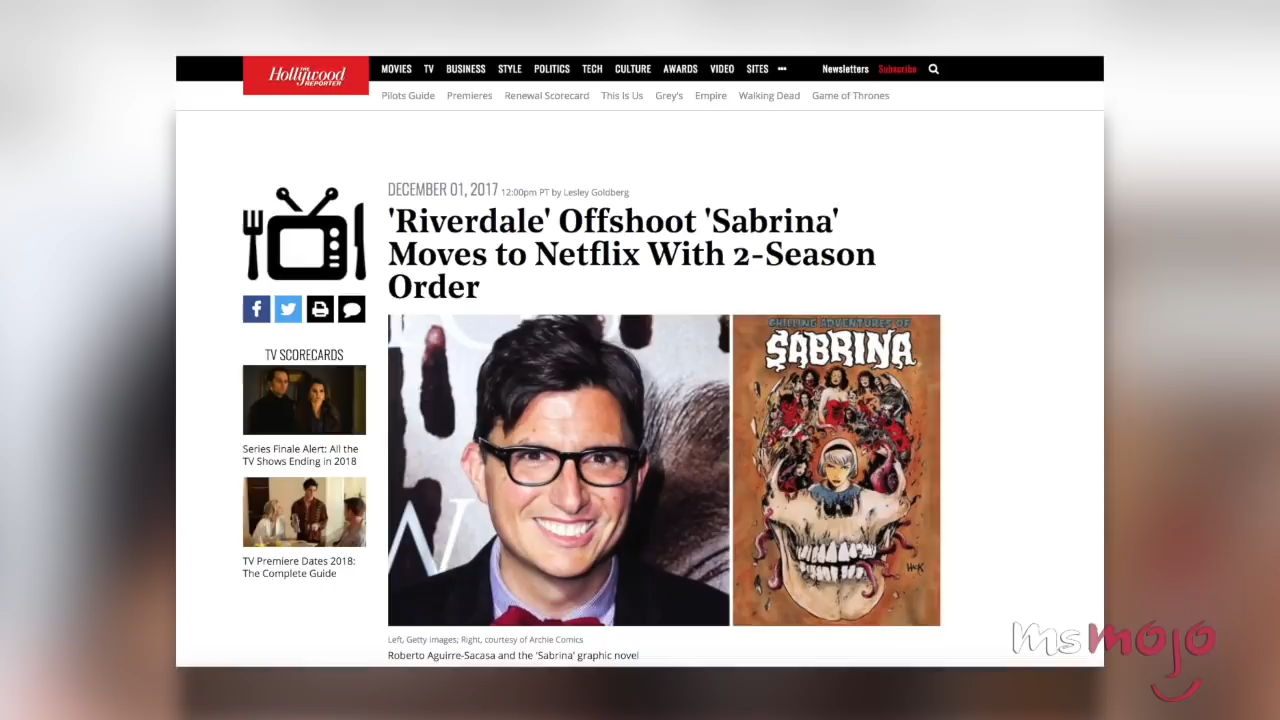 THE
Hollywood
REPORTER
MOVIES TV BUSINESS STYLE POLITICS TECH CULTURE AWARDS VIDEO SITES ••• Newsletters Subscribe
Pilots Guide Premieres Renewal Scorecard This Is Us Grey's Empire Walking Dead Game of Thrones
DECEMBER 01, 2017 12:00pm PT by Lesley Goldberg
'Riverdale' Offshoot 'Sabrina'
Moves to Netflix With 2-Season
Order
TV SCORECARDS
Series Finale Alert: All the
TV Shows Ending in 2018
TV Premiere Dates 2018:
The Complete Guide
CHILLING ADVENTURES OF
SABRINA
HACK
Left, Getty Images; Right, courtesy of Archie Comics
Roberto Aguirre-Sacasa and the 'Sabrina' graphic novel
msmojo